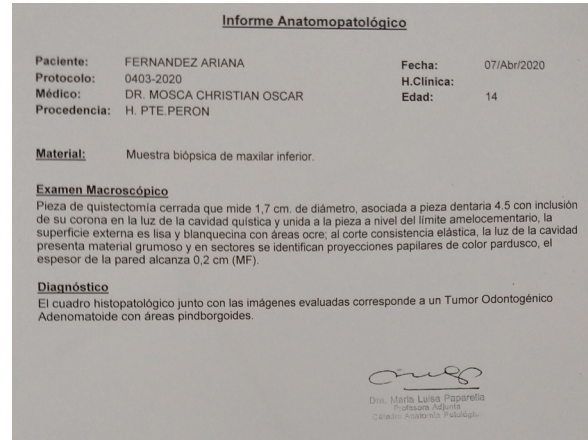 Informe Anatomopatológico
Paciente: FERNANDEZ ARIANA Fecha: 07/Abr/2020
Protocolo: 0403-2020 H.Clinica:
Médico: DR. MOSCA CHRISTIAN OSCAR Edad: 14
Procedencia: H. PTE.PERON
Material: Muestra biópsica de maxilar inferior.
Examen Macroscópico
Pieza de quistectomía cerrada que mide 1,7 cm. de diámetro, asociada a pieza dentaria 4.5 con inclusión
de su corona en la luz de la cavidad quística y unida a la pieza a nivel del límite amelocementario, la
superficie externa es lisa y blanquecina con áreas ocre; al corte consistencia elástica, la luz de la cavidad
presenta material grumoso y en sectores se identifican proyecciones papilares de color pardusco, el
espesor de la pared alcanza 0,2 cm (MF).
Diagnóstico
El cuadro histopatológico junto con las imágenes evaluadas corresponde a un Tumor Odontogénico
Adenomatoide con áreas pindborgoides.
Dra. María Luisa Paparella
Profesora Adjunta
Cátedra Anatomía Patológica